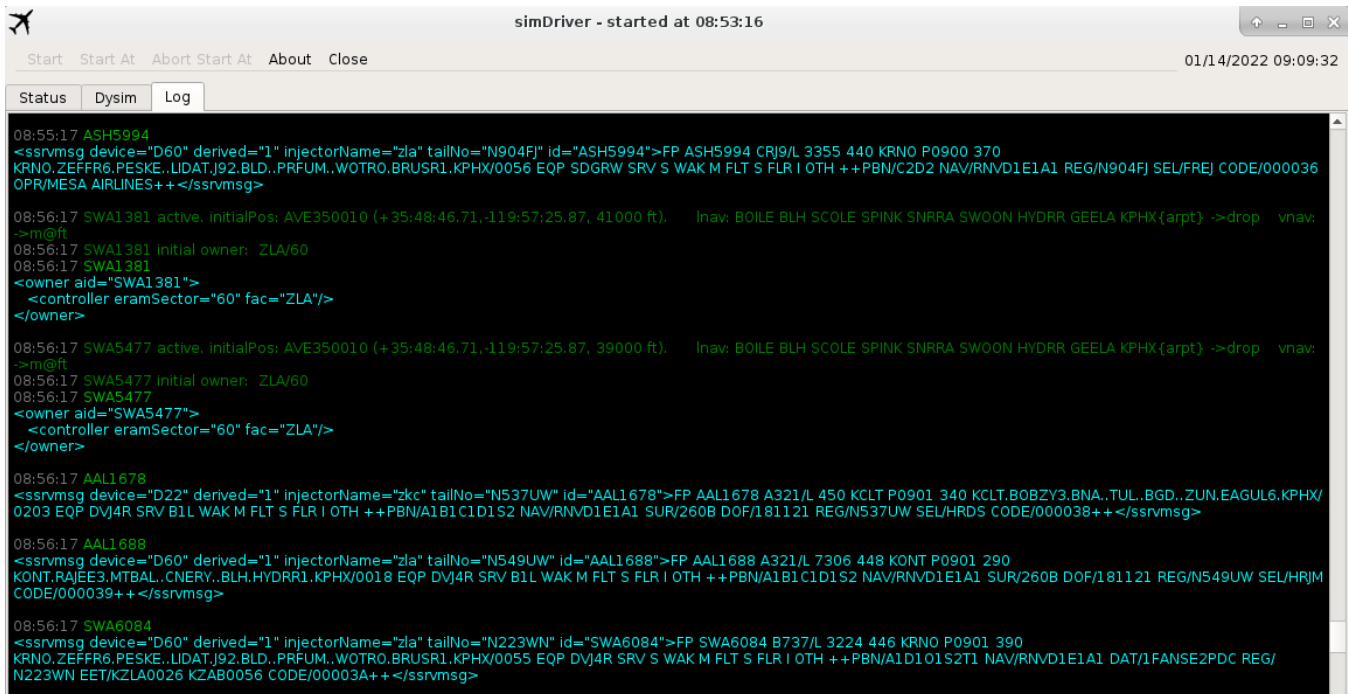 simDriver - started at 08:53:16
Start Start At Abort Start At About Close 01/14/2022 09:09:32
Status Dysim Log
08:55:17 ASH5994
<ssrvmsg device="D60" derived="1" injectorName="zla" tailNo="N904FJ" id="ASH5994">FP ASH5994 CRJ9/L 3355 440 KRNO P0900 370
KRNO.ZEFFR6.PESKE..LIDAT.J92.BLD..PRFUM..WOTRO.BRUSR1.KPHX/0056 EQP SDGRW SRV S WAK M FLT S FLR I OTH ++PBN/C2D2 NAV/RNVD1E1A1 REG/N904FJ SEL/FREJ CODE/000036
OPR/MESA AIRLINES++</ssrvmsg>
08:56:17 SWA1381 active. initialPos: AVE350010 (+35:48:46.71,-119:57:25.87, 41000 ft). lnav: BOILE BLH SCOLE SPINK SNRRA SWOON HYDRR GEELA KPHX{arpt} ->drop vnav:
->m@ft
08:56:17 SWA1381 initial owner: ZLA/60
08:56:17 SWA1381
<owner aid="SWA1381">
<controller eramSector="60" fac="ZLA"/>
</owner>
08:56:17 SWA5477 active. initialPos: AVE350010 (+35:48:46.71,-119:57:25.87, 39000 ft). lnav: BOILE BLH SCOLE SPINK SNRRA SWOON HYDRR GEELA KPHX{arpt} ->drop vnav:
->m@ft
08:56:17 SWA5477 initial owner: ZLA/60
08:56:17 SWA5477
<owner aid="SWA5477">
<controller eramSector="60" fac="ZLA"/>
</owner>
08:56:17 AAL1678
<ssrvmsg device="D22" derived="1" injectorName="zkc" tailNo="N537UW" id="AAL1678">FP AAL1678 A321/L 450 KCLT P0901 340 KCLT.BOBZY3.BNA..TUL..BGD..ZUN.EAGUL6.KPHX/
0203 EQP DVJ4R SRV B1L WAK M FLT S FLR I OTH ++PBN/A1B1C1D1S2 NAV/RNVD1E1A1 SUR/260B DOF/181121 REG/N537UW SEL/HRDS CODE/000038++</ssrvmsg>
08:56:17 AAL1688
<ssrvmsg device="D60" derived="1" injectorName="zla" tailNo="N549UW" id="AAL1688">FP AAL1688 A321/L 7306 448 KONT P0901 290
KONT.RAJEE3.MTBAL..CNERY..BLH.HYDRR1.KPHX/0018 EQP DVJ4R SRV B1L WAK M FLT S FLR I OTH ++PBN/A1B1C1D1S2 NAV/RNVD1E1A1 SUR/260B DOF/181121 REG/N549UW SEL/HRJM
CODE/000039++</ssrvmsg>
08:56:17 SWA6084
<ssrvmsg device="D60" derived="1" injectorName="zla" tailNo="N223WN" id="SWA6084">FP SWA6084 B737/L 3224 446 KRNO P0901 390
KRNO.ZEFFR6.PESKE..LIDAT.J92.BLD..PRFUM..WOTRO.BRUSR1.KPHX/0055 EQP DVJ4R SRV S WAK M FLT S FLR I OTH ++PBN/A1D1O1S2T1 NAV/RNVD1E1A1 DAT/1FANSE2PDC REG/
N223WN EET/KZLA0026 KZAB0056 CODE/00003A++</ssrvmsg>